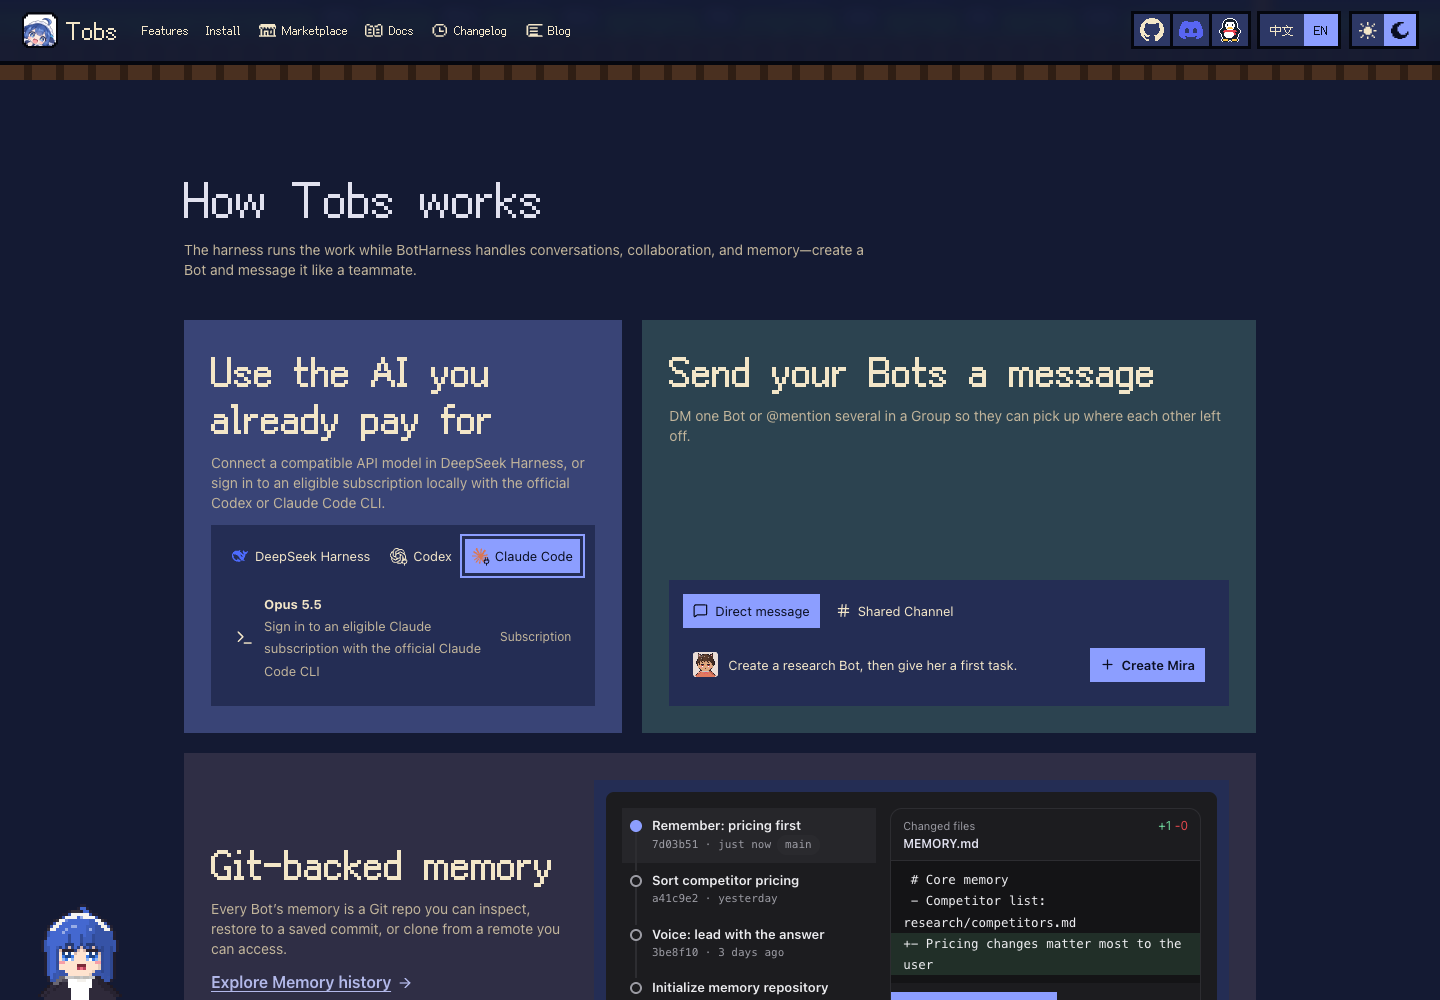 Tobs
Features
Install
Marketplace
Docs
Changelog
Blog
中文
EN
How Tobs works
The harness runs the work while BotHarness handles conversations, collaboration, and memory—create a
Bot and message it like a teammate.
Use the AI you
already pay for
Connect a compatible API model in DeepSeek Harness, or
sign in to an eligible subscription locally with the official
Codex or Claude Code CLI.
DeepSeek Harness
Codex
Claude Code
Opus 5.5
Sign in to an eligible Claude
subscription with the official Claude
Code CLI
Subscription
Send your Bots a message
DM one Bot or @mention several in a Group so they can pick up where each other left
off.
Direct message
Shared Channel
Create a research Bot, then give her a first task.
Create Mira
Git-backed memory
Every Bot's memory is a Git repo you can inspect,
restore to a saved commit, or clone from a remote you
can access.
Explore Memory history →
Remember: pricing first
7d03b51 · just now main
Sort competitor pricing
a41c9e2 · yesterday
Voice: lead with the answer
3be8f10 · 3 days ago
Initialize memory repository
Changed files
+1 -0
MEMORY.md
# Core memory
- Competitor list:
research/competitors.md
+- Pricing changes matter most to the
user